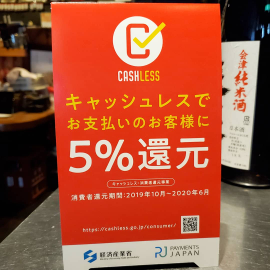 CASHLESS
キャッシュレスで
お支払いのお客様に
5%還元
キャッシュレス・消費者還元事業
消費者還元期間:2019年10月~2020年6月
https://cashless.go.jp/consumer/
経済産業省
PAYMENTS
JAPAN
会津
純米酒